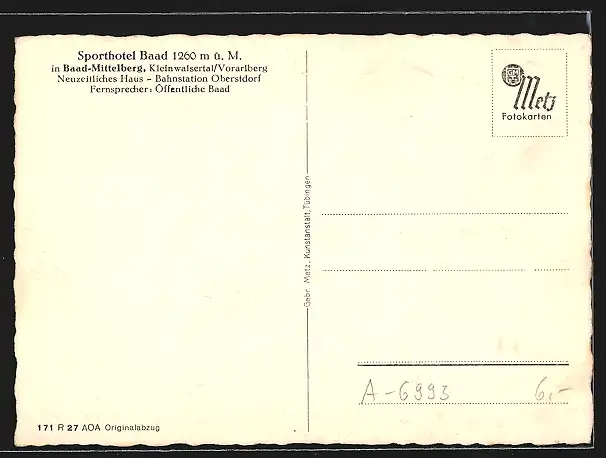 Sporthotel Baad 1260 m ü. M.
in Baad-Mittelberg, Kleinwalsertal/Vorarlberg
Neuzeitliches Haus – Bahnstation Oberstdorf
Fernsprecher: Öffentliche Baad
Metz
Fotokarten
Gebr. Metz, Kunstanstalt, Tübingen
A-6993
6,-
171 R 27 AOA Originalabzug